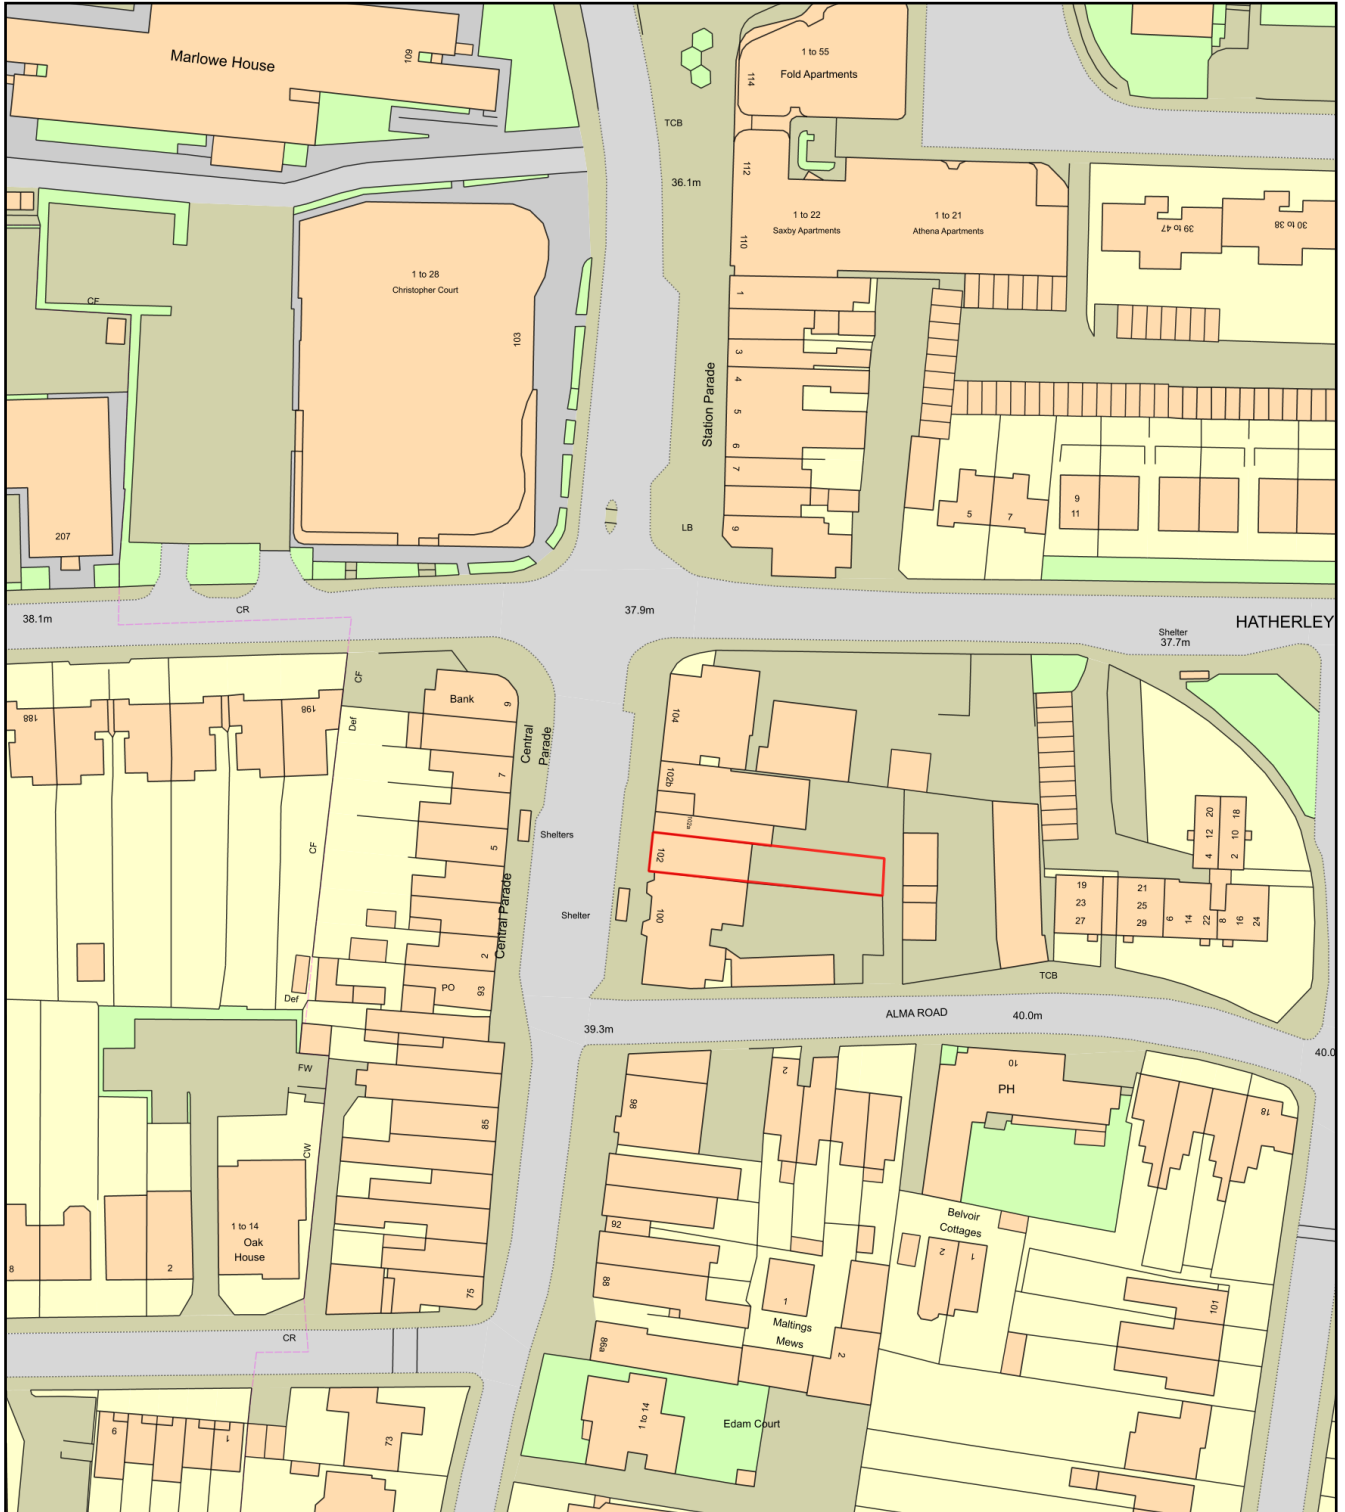 Marlowe House
109
1 to 55
Fold Apartments
114
TCB
36.1m
112
110
1 to 22
Saxby Apartments
1 to 21
Athena Apartments
39 to 47
30 to 38
1 to 28
Christopher Court
103
CF
1
3
4
5
6
7
9
Station Parade
207
5
7
9
11
LB
CR
38.1m
37.9m
HATHERLEY
Shelter
37.7m
188
198
CF
Def
CF
Bank
9
7
5
2
Central
Parade
Central Parade
Shelters
Shelter
104
102b
102a
102
100
20
18
12
10
4
2
19
23
27
21
25
29
6
14
22
8
16
24
PO
93
Def
TCB
ALMA ROAD
40.0m
39.3m
40.0
FW
CW
85
75
98
92
88
86a
2
10
PH
18
Belvoir
Cottages
2
1
1
Maltings
Mews
2
101
1 to 14
Oak
House
8
2
CR
9
1
73
1 to 14
Edam Court